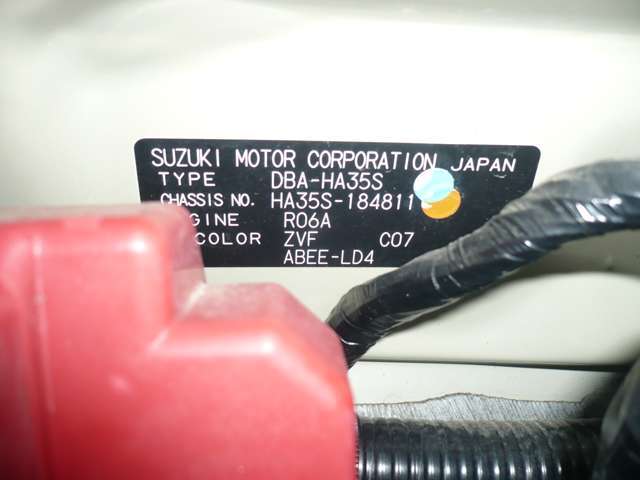 SUZUKI MOTOR CORPORATION JAPAN
TYPE DBA-HA35S
CHASSIS NO. HA35S-184811
GINE R06A
COLOR ZVF C07
ABEE-LD4